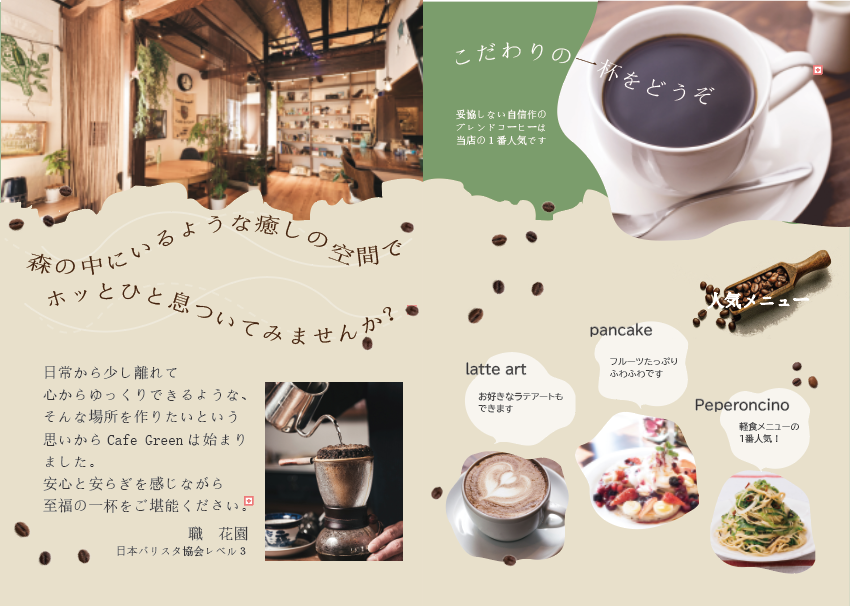 森の中にいるような癒しの空間で
ホッとひと息ついてみませんか?
日常から少し離れて
心からゆっくりできるような、
そんな場所を作りたいという
思いから Cafe Green は始まり
ました。
安心と安らぎを感じながら
至福の一杯をご堪能ください。
職 花園
日本バリスタ協会レベル3
こだわりの一杯をどうぞ
妥協しない自信作の
ブレンドコーヒーは
当店の1番人気です
人気メニュー
latte art
お好きなラテアートも
できます
pancake
フルーツたっぷり
ふわふわです
Peperoncino
軽食メニューの
1番人気!